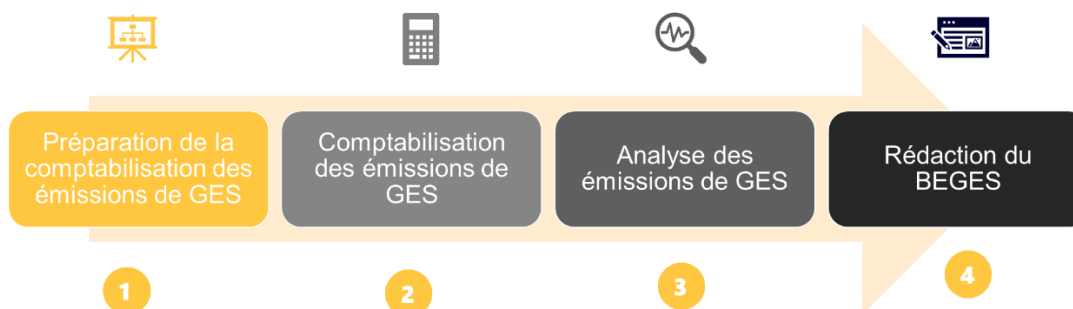 Préparation de la
comptabilisation des
émissions de GES
Comptabilisation
des émissions de
GES
Analyse des
émissions de GES
Rédaction du
BEGES
1
2
3
4